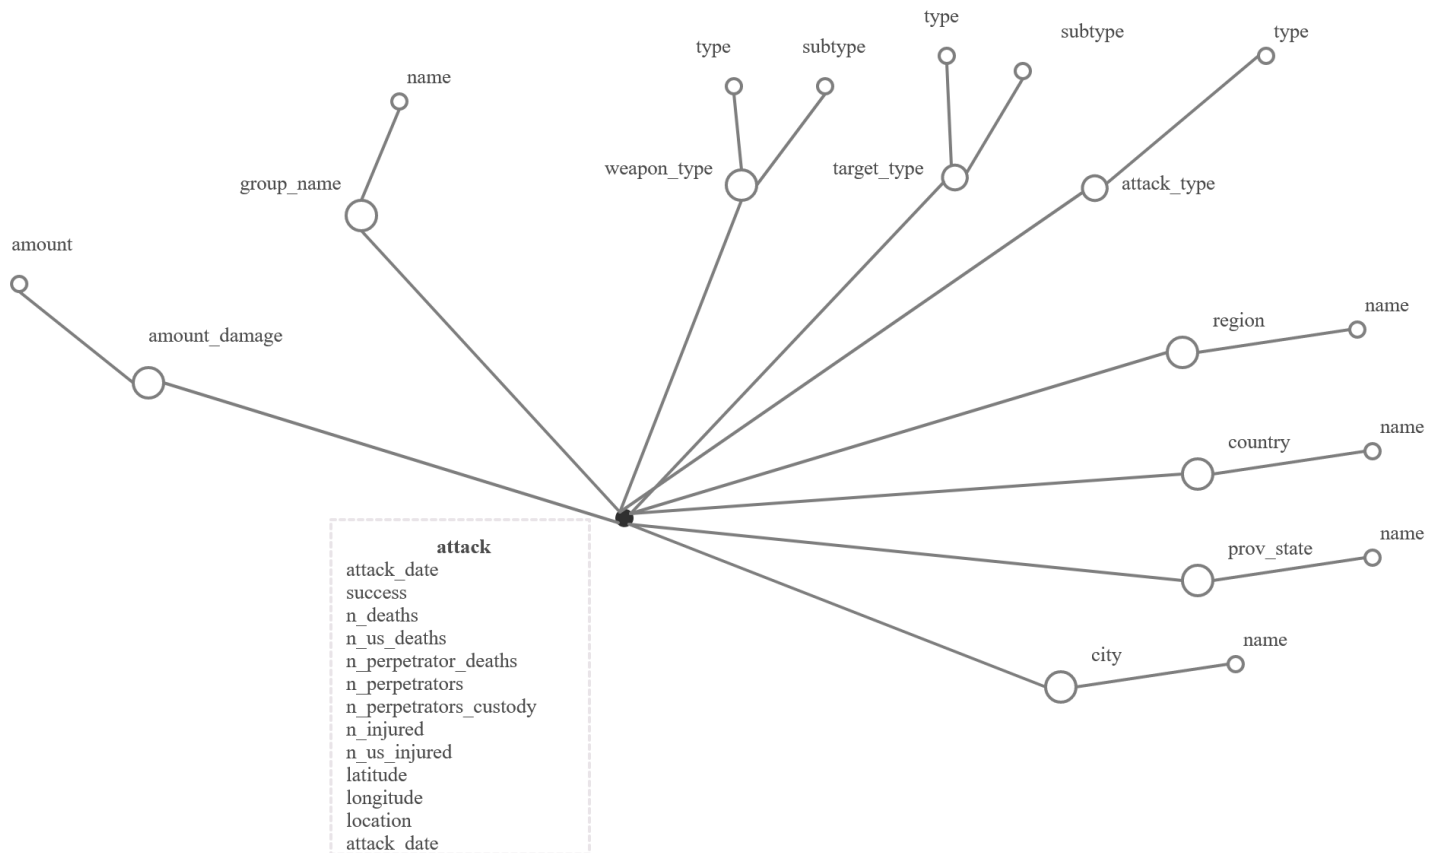 type
subtype
type
type
subtype
name
weapon_type
target_type
group_name
attack_type
amount
name
region
amount_damage
name
country
name
prov_state
attack
attack_date
success
n_deaths
n_us_deaths
n_perpetrator_deaths
n_perpetrators
n_perpetrators_custody
n_injured
n_us_injured
latitude
longitude
location
attack_date
name
city